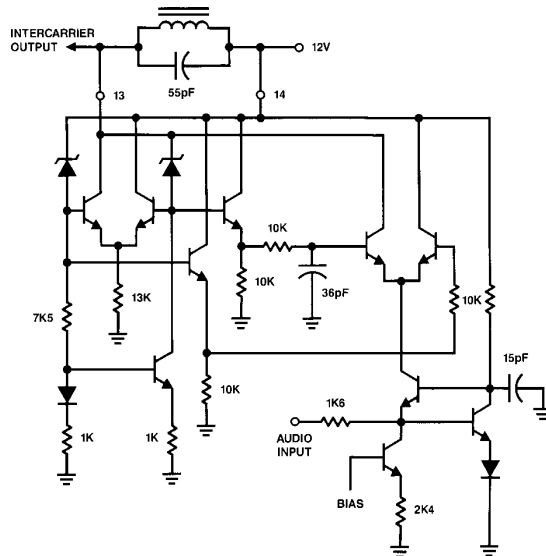 INTERCARRIER
OUTPUT
12V
55pF
13
14
10K
10K
36pF
10K
13K
7K5
10K
15pF
1K
1K
1K6
AUDIO
INPUT
BIAS
2K4